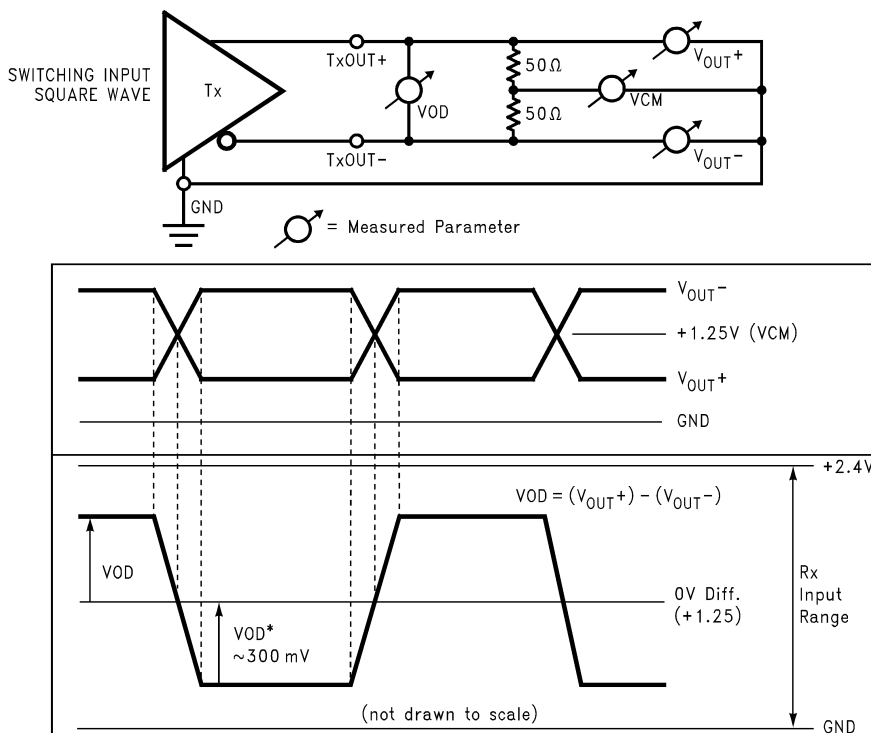 SWITCHING INPUT
SQUARE WAVE
Tx
TxOUT+
TxOUT-
GND
VOD
50Ω
50Ω
VCM
VOUT+
VOUT-
= Measured Parameter
VOUT-
+1.25V (VCM)
VOUT+
GND
+2.4V
VOD = (VOUT+) - (VOUT-)
VOD
VOD*
~300 mV
0V Diff.
(+1.25)
Rx
Input
Range
(not drawn to scale)
GND